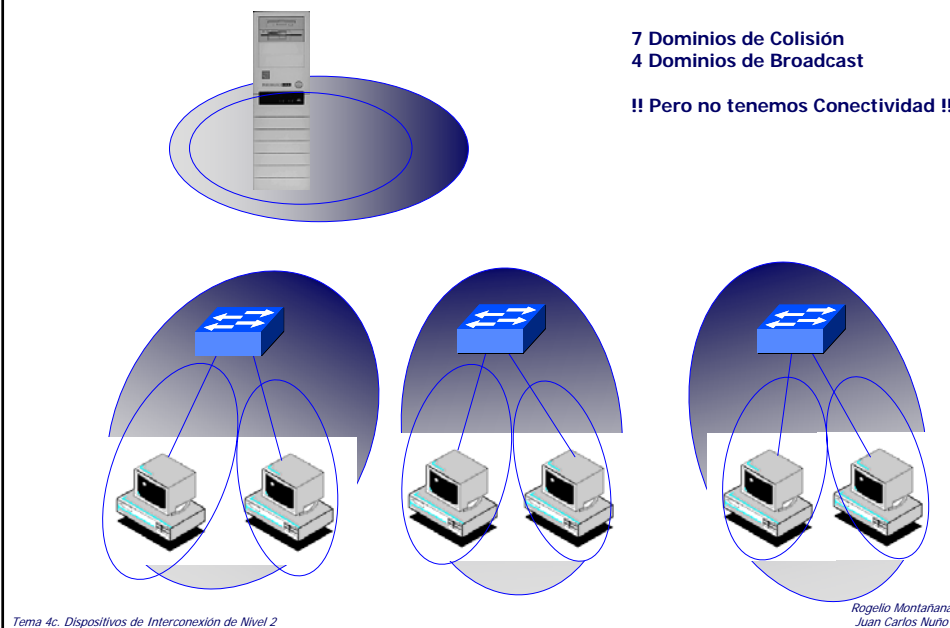 7 Dominios de Colisión
4 Dominios de Broadcast
!! Pero no tenemos Conectividad !!
Tema 4c. Dispositivos de Interconexión de Nivel 2
Rogelio Montañana
Juan Carlos Nuño